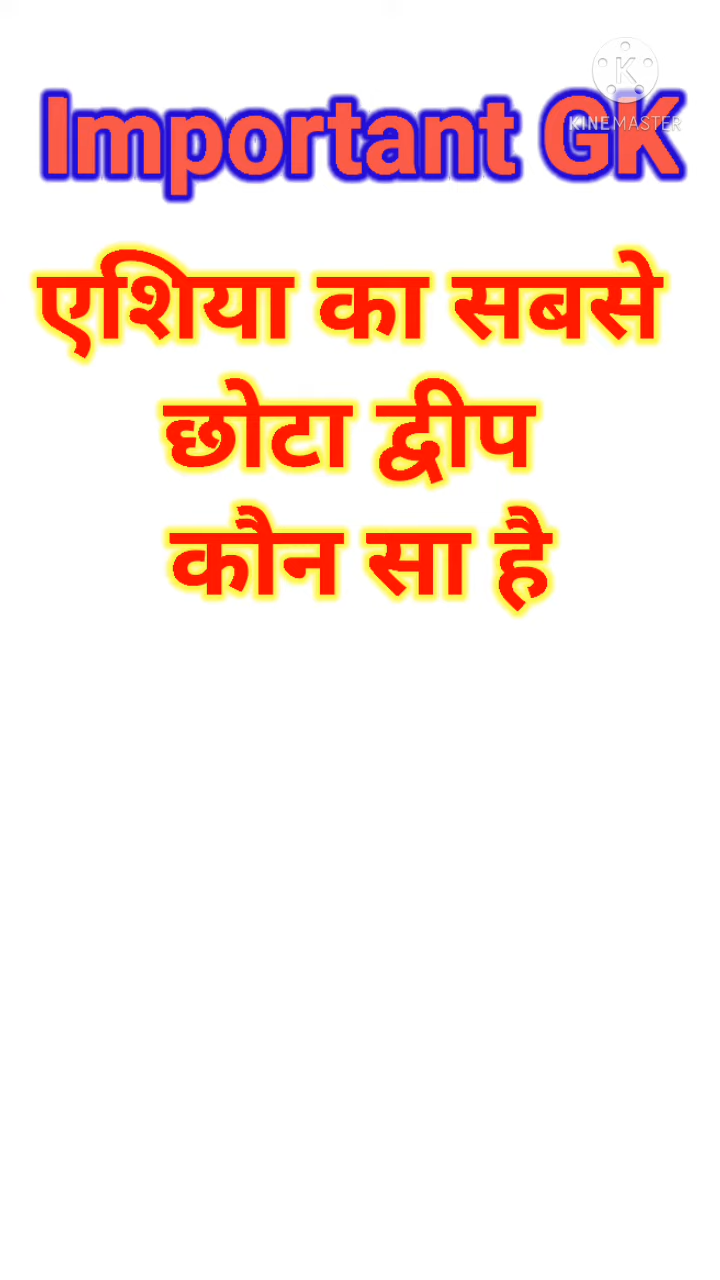 KINEMASTER
Important GK
एशिया का सबसे
छोटा द्वीप
कौन सा है